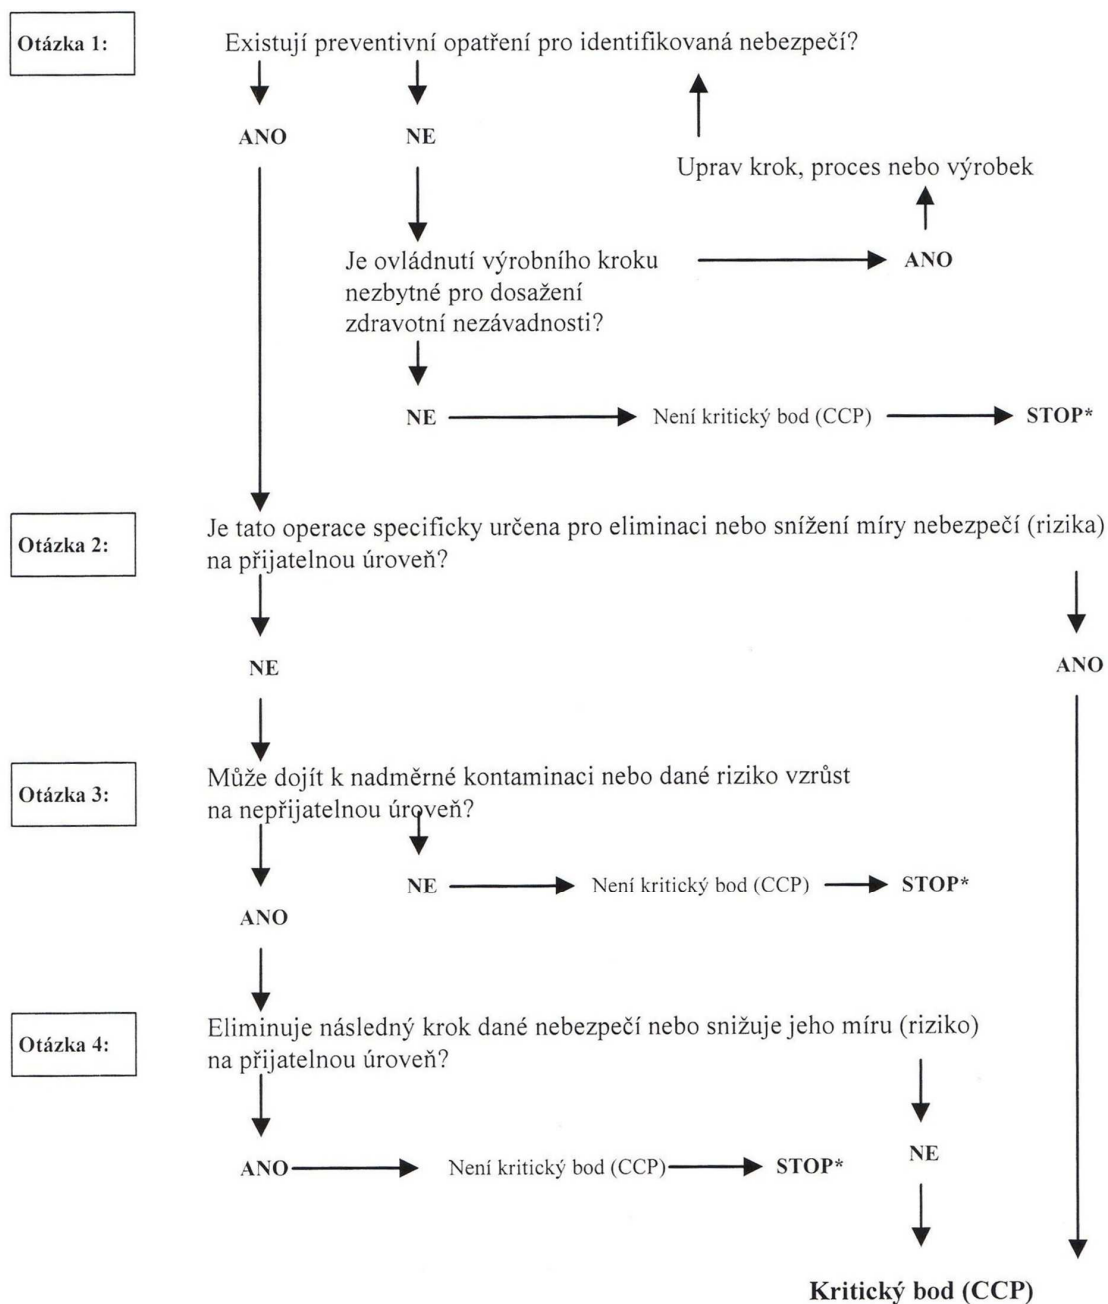 Otázka 1:
Existují preventivní opatření pro identifikovaná nebezpečí?
ANO
NE
Uprav krok, proces nebo výrobek
Je ovládnutí výrobního kroku
nezbytné pro dosažení
zdravotní nezávadnosti?
ANO
NE
Není kritický bod (CCP)
STOP*
Otázka 2:
Je tato operace specificky určena pro eliminaci nebo snížení míry nebezpečí (rizika)
na přijatelnou úroveň?
NE
ANO
Otázka 3:
Může dojít k nadměrné kontaminaci nebo dané riziko vzrůst
na nepřijatelnou úroveň?
NE
Není kritický bod (CCP)
STOP*
ANO
Otázka 4:
Eliminuje následný krok dané nebezpečí nebo snižuje jeho míru (riziko)
na přijatelnou úroveň?
ANO
Není kritický bod (CCP)
STOP*
NE
Kritický bod (CCP)